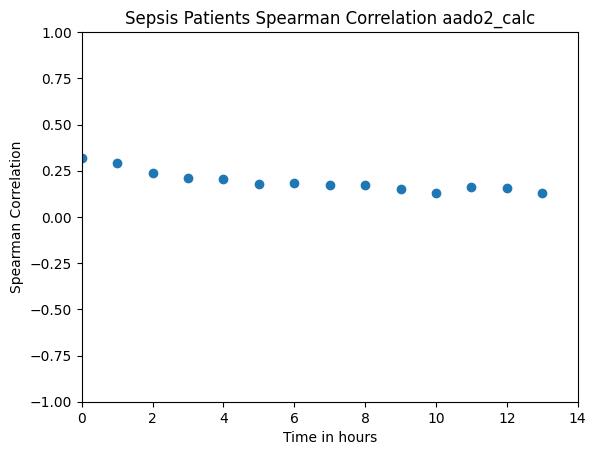 Sepsis Patients Spearman Correlation aado2_calc
1.00
0.75
0.50
0.25
0.00
−0.25
−0.50
−0.75
−1.00
Spearman Correlation
0 2 4 6 8 10 12 14
Time in hours